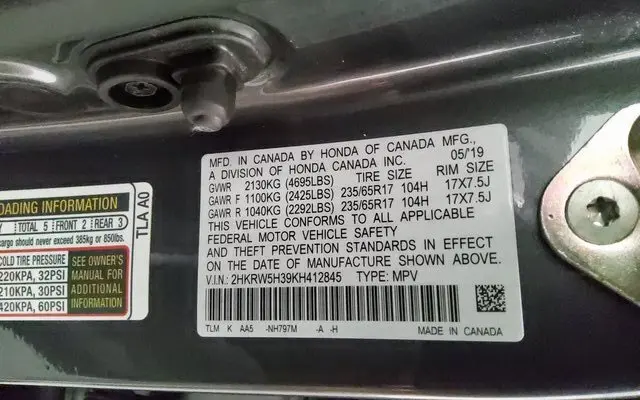 MFD. IN CANADA BY HONDA OF CANADA MFG.,
A DIVISION OF HONDA CANADA INC. 05/19
GVWR 2130KG (4695LBS) TIRE SIZE RIM SIZE
GAWR F 1100KG (2425LBS) 235/65R17 104H 17X7.5J
GAWR R 1040KG (2292LBS) 235/65R17 104H 17X7.5J
THIS VEHICLE CONFORMS TO ALL APPLICABLE
FEDERAL MOTOR VEHICLE SAFETY
AND THEFT PREVENTION STANDARDS IN EFFECT
ON THE DATE OF MANUFACTURE SHOWN ABOVE.
V.I.N.: 2HKRW5H39KH412845 TYPE: MPV
TLM K AA5 -NH797M -A -H MADE IN CANADA
OADING INFORMATION
TOTAL 5 FRONT 2 REAR 3
cargo should never exceed 385kg or 850lbs.
COLD TIRE PRESSURE
220KPA, 32PSI
210KPA, 30PSI
420KPA, 60PSI
SEE OWNER'S
MANUAL FOR
ADDITIONAL
INFORMATION
TLA A0